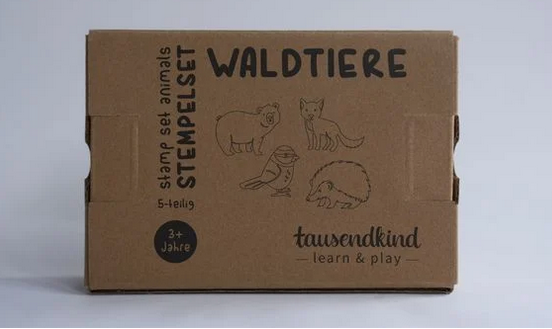 WALDTIERE
stamp set animals
STEMPELSET
5-teilig
3+
Jahre
tausendkind
— learn & play —